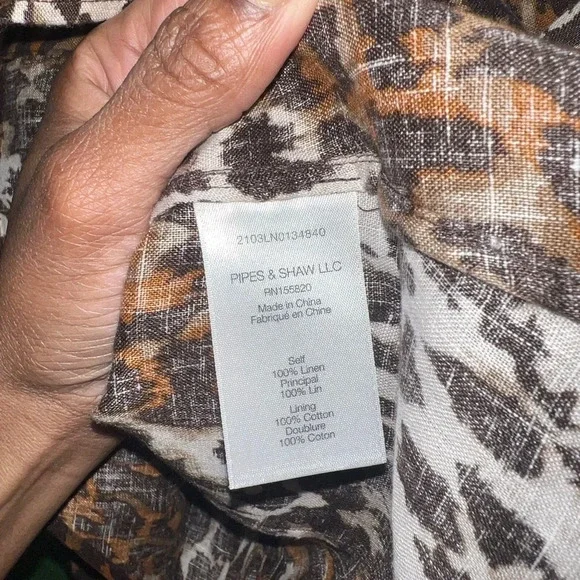 2103LN0134840
PIPES & SHAW LLC
RN155820
Made in China
Fabriqué en Chine
Self
100% Linen
Principal
100% Lin
Lining
100% Cotton
Doublure
100% Coton